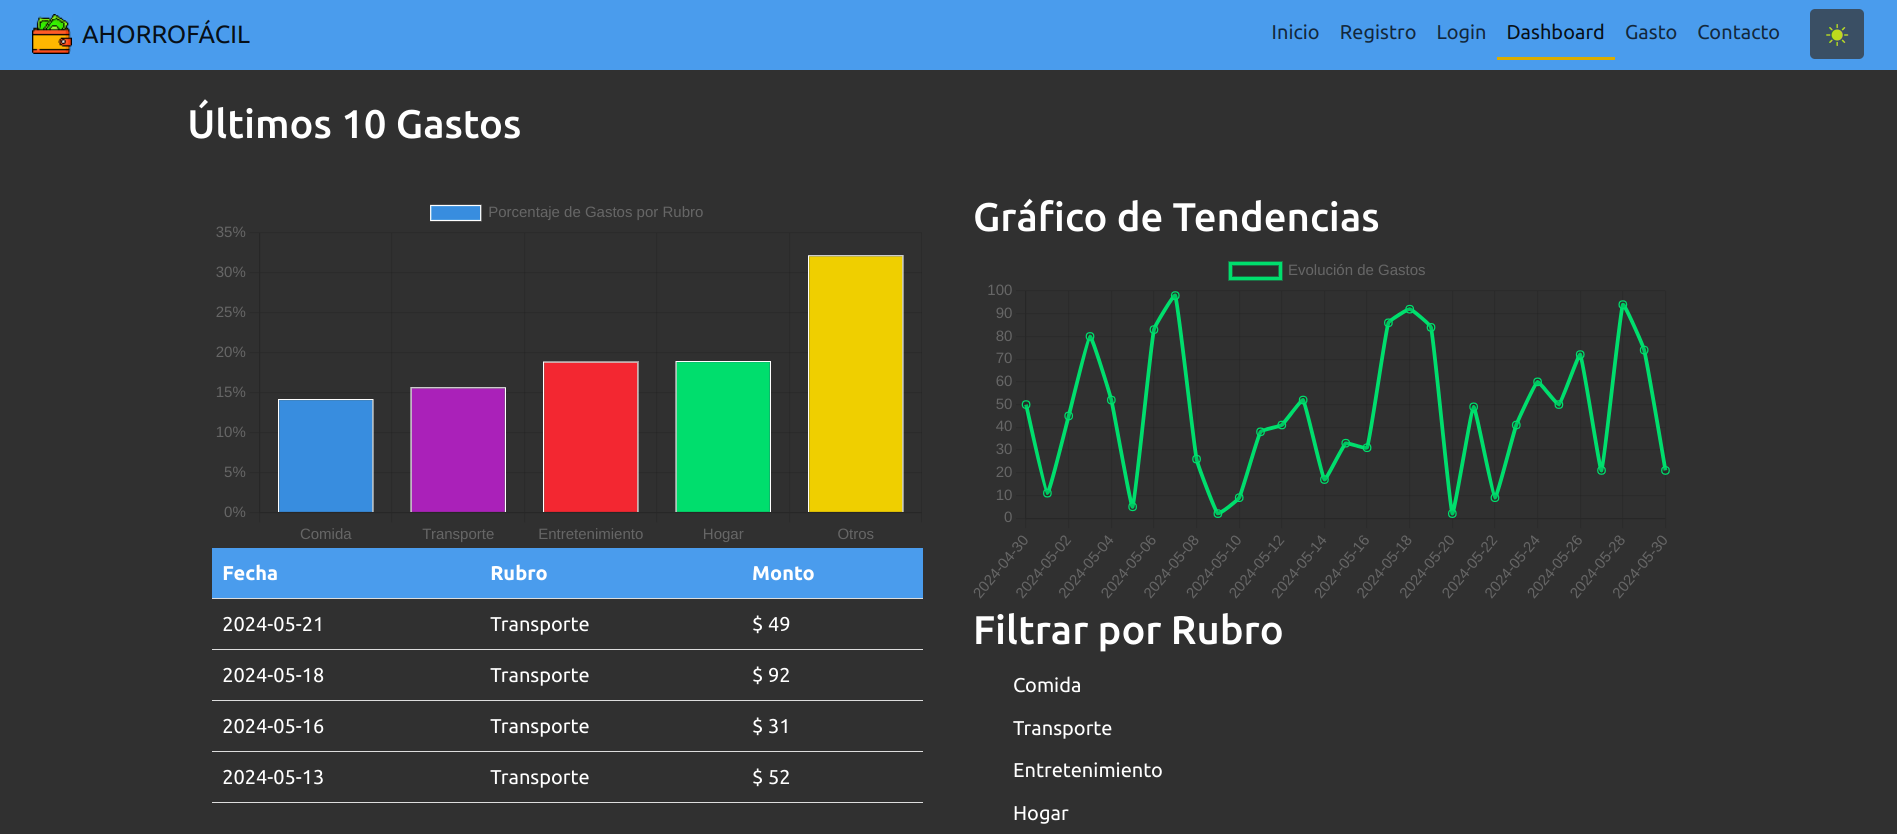 AHORROFÁCIL
Inicio Registro Login Dashboard Gasto Contacto
Últimos 10 Gastos
Porcentaje de Gastos por Rubro
35%
30%
25%
20%
15%
10%
5%
0%
Comida Transporte Entretenimiento Hogar Otros
Fecha Rubro Monto
2024-05-21 Transporte $ 49
2024-05-18 Transporte $ 92
2024-05-16 Transporte $ 31
2024-05-13 Transporte $ 52
Gráfico de Tendencias
Evolución de Gastos
100
90
80
70
60
50
40
30
20
10
0
2024-04-30 2024-05-02 2024-05-04 2024-05-06 2024-05-08 2024-05-10 2024-05-12 2024-05-14 2024-05-16 2024-05-18 2024-05-20 2024-05-22 2024-05-24 2024-05-26 2024-05-28 2024-05-30
Filtrar por Rubro
Comida
Transporte
Entretenimiento
Hogar